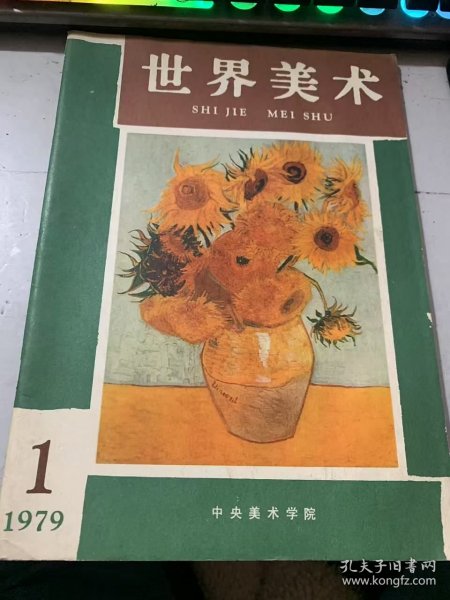 世界美术
SHI JIE MEI SHU
Vincent
1
1979
中央美术学院
孔夫子旧书网
www.kongfz.com